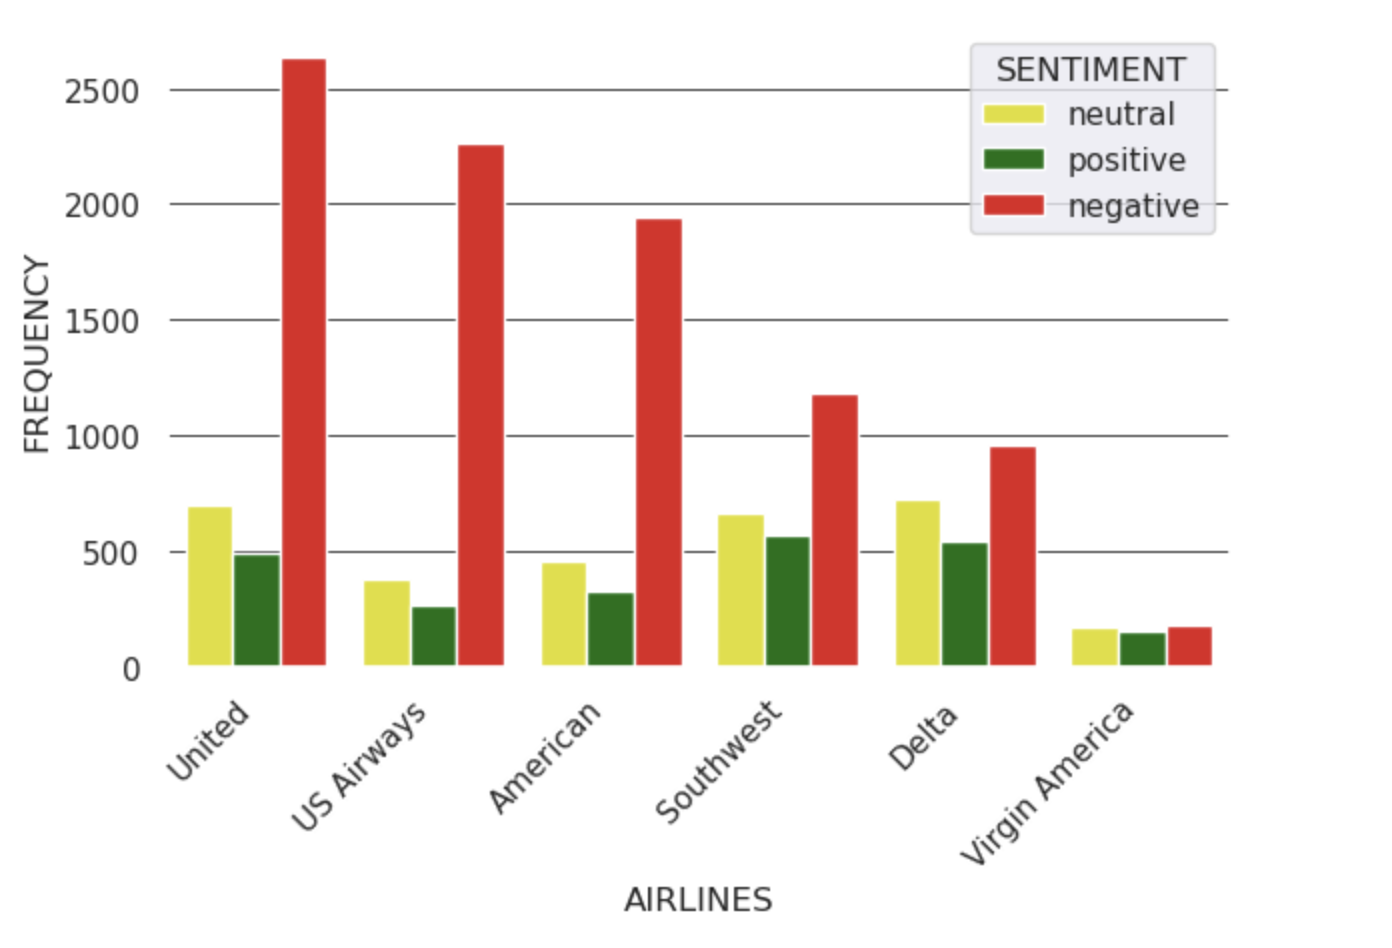 2500
2000
1500
1000
500
0
FREQUENCY
SENTIMENT
neutral
positive
negative
United
US Airways
American
Southwest
Delta
Virgin America
AIRLINES